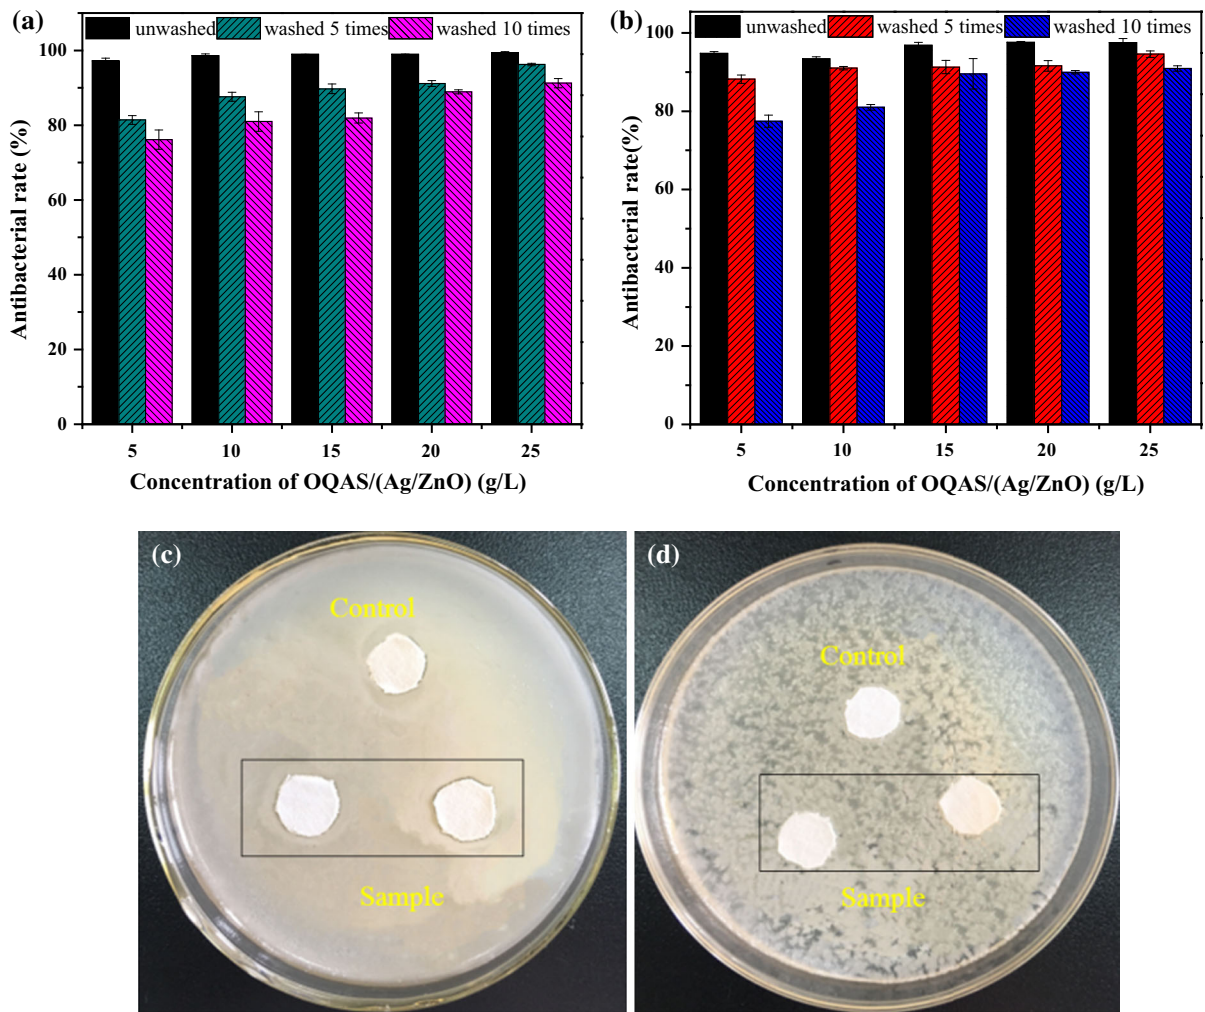 (a)
unwashed washed 5 times washed 10 times
100
80
60
40
20
0
Antibacterial rate (%)
5 10 15 20 25
Concentration of OQAS/(Ag/ZnO) (g/L)
(b)
unwashed washed 5 times washed 10 times
100
80
60
40
20
0
Antibacterial rate(%)
5 10 15 20 25
Concentration of OQAS/(Ag/ZnO) (g/L)
(c)
Control
Sample
(d)
Control
Sample